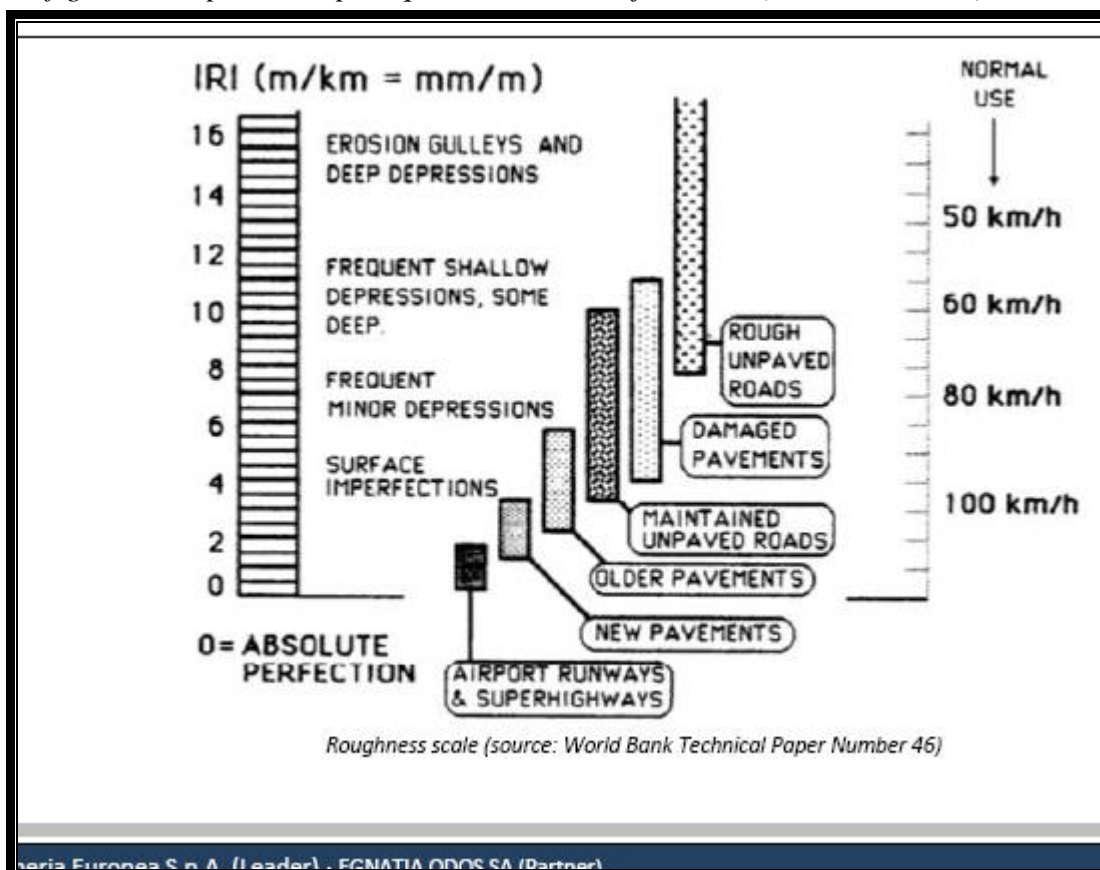 IRI (m/km = mm/m)
NORMAL
USE
16
14
12
10
8
6
4
2
0
EROSION GULLEYS AND
DEEP DEPRESSIONS
FREQUENT SHALLOW
DEPRESSIONS, SOME
DEEP.
FREQUENT
MINOR DEPRESSIONS
SURFACE
IMPERFECTIONS
ROUGH
UNPAVED
ROADS
DAMAGED
PAVEMENTS
MAINTAINED
UNPAVED ROADS
OLDER PAVEMENTS
NEW PAVEMENTS
AIRPORT RUNWAYS
& SUPERHIGHWAYS
50 km/h
60 km/h
80 km/h
100 km/h
0= ABSOLUTE
PERFECTION
Roughness scale (source: World Bank Technical Paper Number 46)
Europea S.p.A. (Leader) - EGNATIA ODOS SA (Partner)